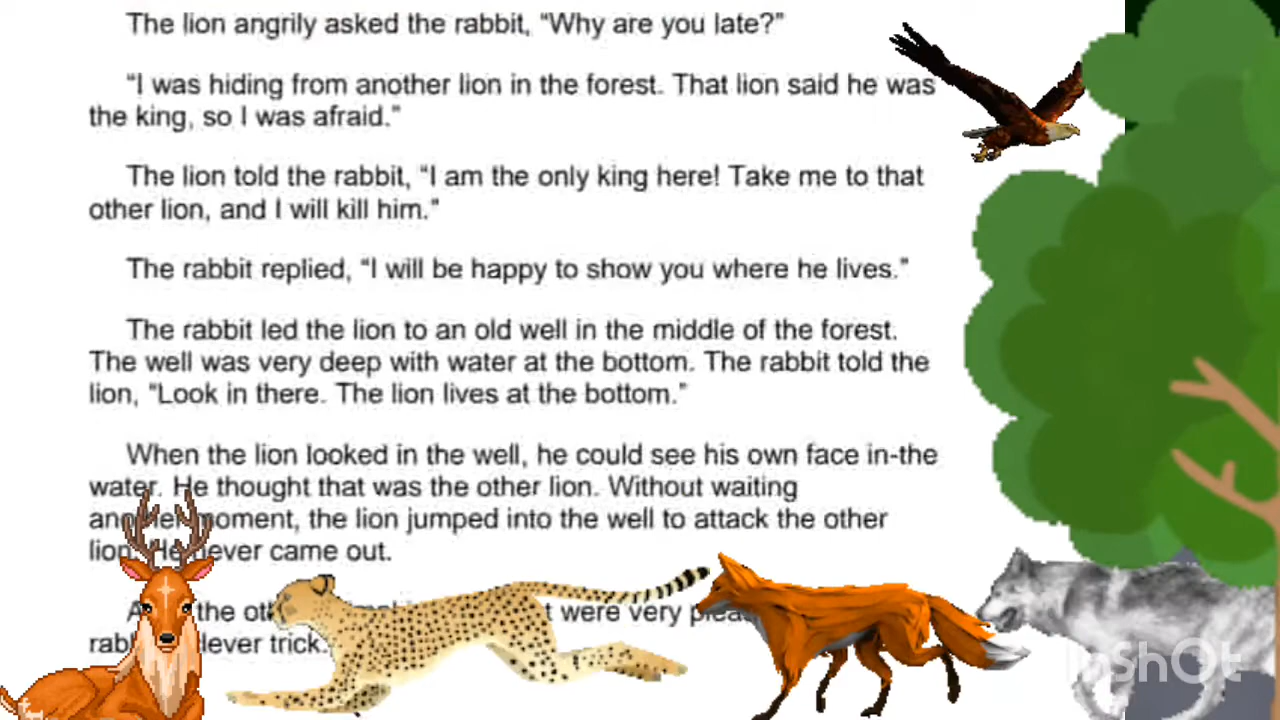 The lion angrily asked the rabbit, “Why are you late?”
“I was hiding from another lion in the forest. That lion said he was
the king, so I was afraid.”
The lion told the rabbit, “I am the only king here! Take me to that
other lion, and I will kill him.”
The rabbit replied, “I will be happy to show you where he lives.”
The rabbit led the lion to an old well in the middle of the forest.
The well was very deep with water at the bottom. The rabbit told the
lion, “Look in there. The lion lives at the bottom.”
When the lion looked in the well, he could see his own face in-the
water. He thought that was the other lion. Without waiting
another moment, the lion jumped into the well to attack the other
lion. He never came out.
the were very
clever trick.
InShOt